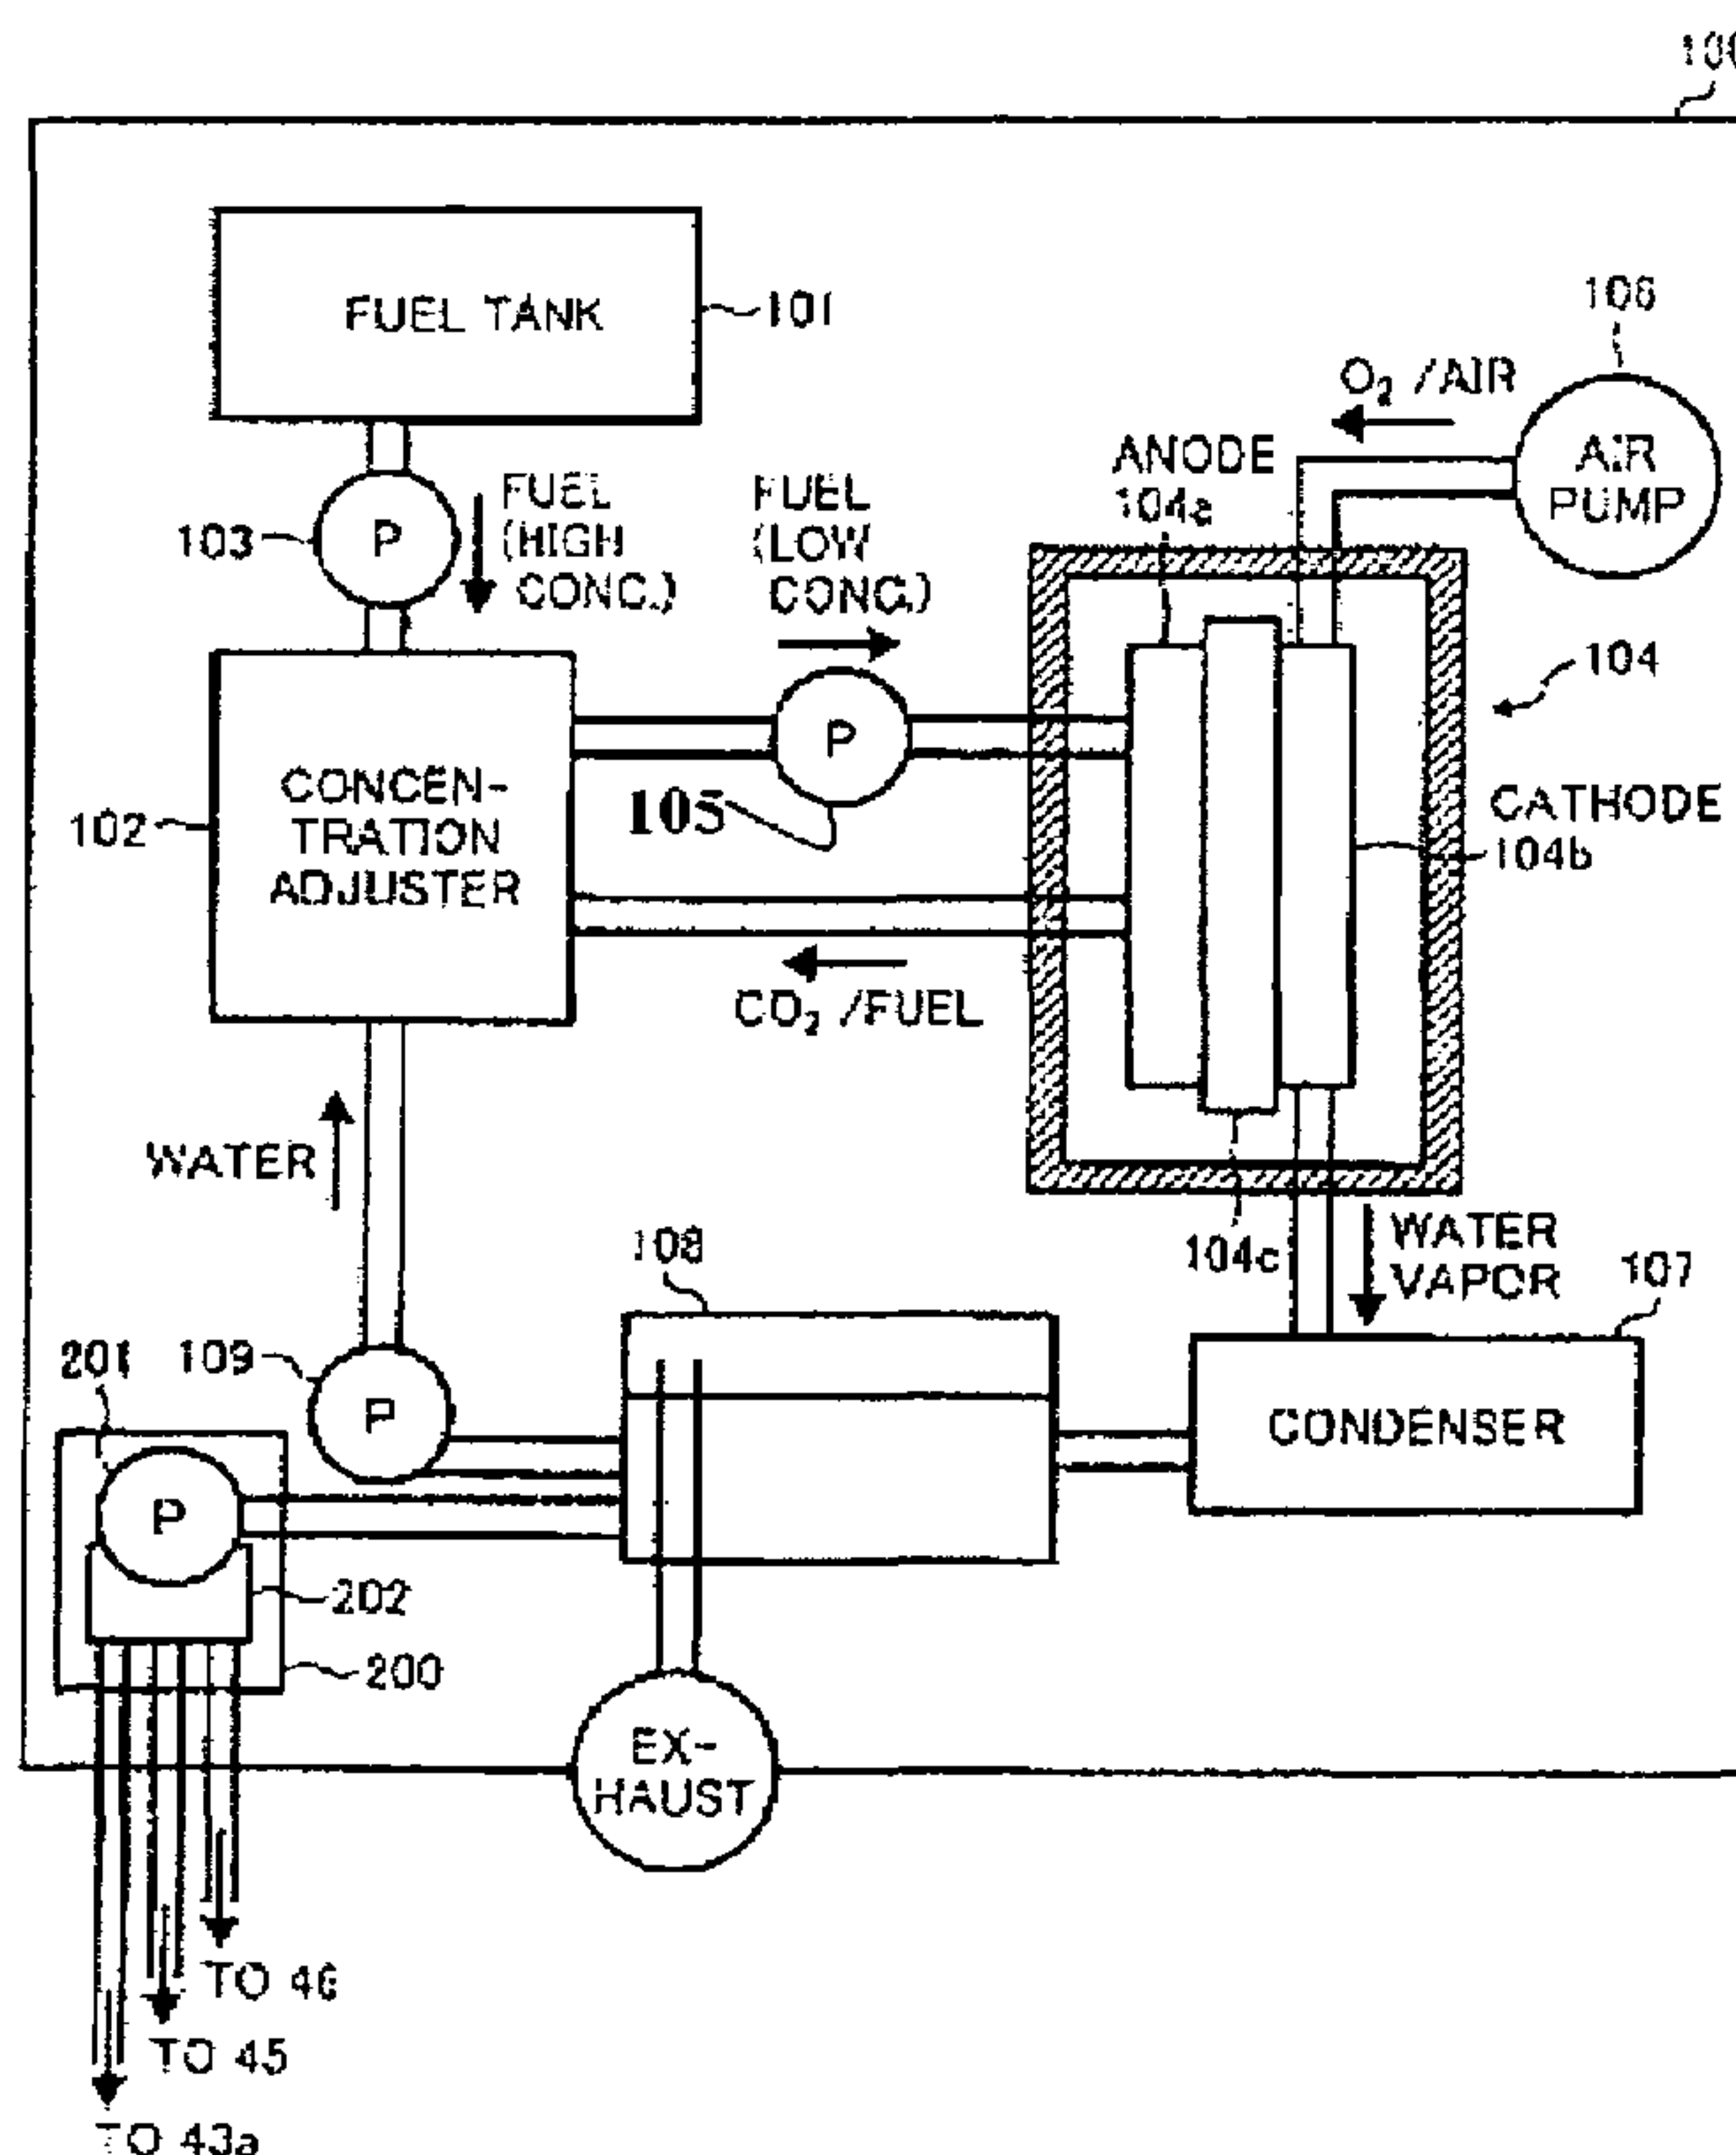 FUEL TANK
101
106
O₂ /AIR
AIR
PUMP
ANODE
104a
103
P
FUEL
(HIGH
CONC.)
FUEL
(LOW
CONC.)
104
P
105
CONCEN-
TRATION
ADJUSTER
102
CATHODE
104b
CO₂ /FUEL
WATER
108
104c
WATER
VAPOR
107
201
109
P
CONDENSER
P
202
200
EX-
HAUST
TO 46
TO 45
TO 43a